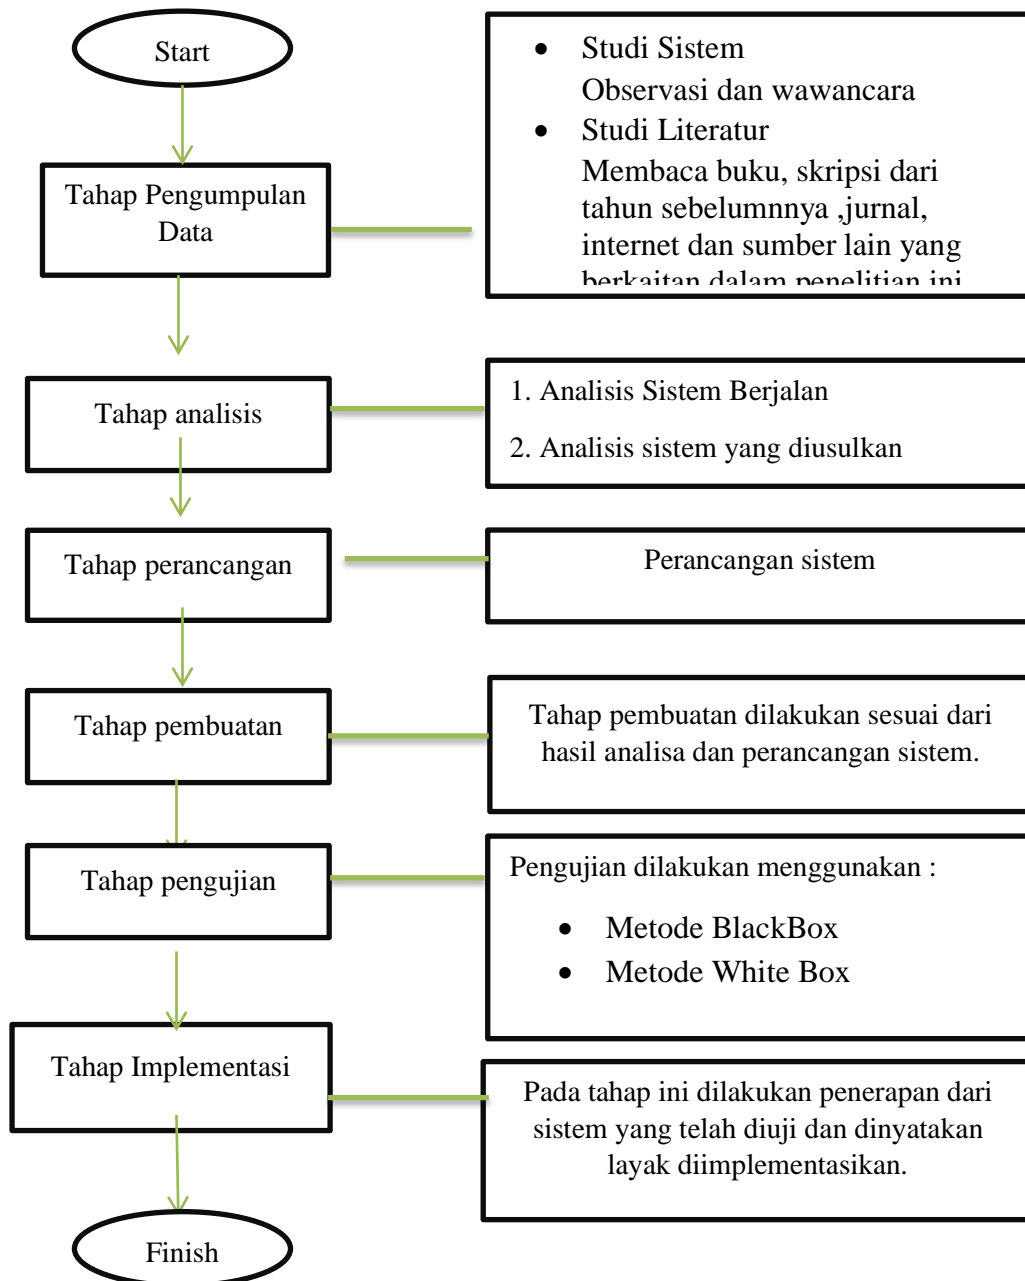 Start
• Studi Sistem
Observasi dan wawancara
• Studi Literatur
Membaca buku, skripsi dari
tahun sebelumnnya ,jurnal,
internet dan sumber lain yang
berkaitan dalam penelitian ini
Tahap Pengumpulan
Data
Tahap analisis
1. Analisis Sistem Berjalan
2. Analisis sistem yang diusulkan
Tahap perancangan
Perancangan sistem
Tahap pembuatan
Tahap pembuatan dilakukan sesuai dari
hasil analisa dan perancangan sistem.
Tahap pengujian
Pengujian dilakukan menggunakan :
• Metode BlackBox
• Metode White Box
Tahap Implementasi
Pada tahap ini dilakukan penerapan dari
sistem yang telah diuji dan dinyatakan
layak diimplementasikan.
Finish